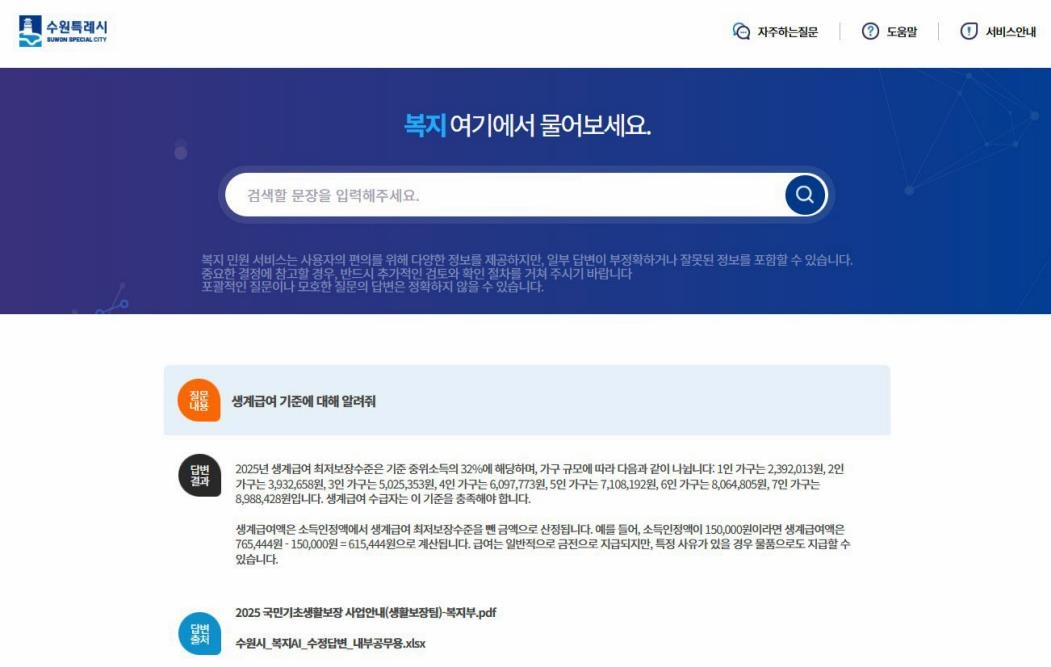 수원특례시
SUWON SPECIAL CITY
자주하는질문
도움말
서비스안내
복지 여기에서 물어보세요.
검색할 문장을 입력해주세요.
복지 민원 서비스는 사용자의 편의를 위해 다양한 정보를 제공하지만, 일부 답변이 부정확하거나 잘못된 정보를 포함할 수 있습니다.
중요한 결정에 참고할 경우, 반드시 추가적인 검토와 확인 절차를 거쳐 주시기 바랍니다
포괄적인 질문이나 모호한 질문의 답변은 정확하지 않을 수 있습니다.
질문
내용
생계급여 기준에 대해 알려줘
답변
결과
2025년 생계급여 최저보장수준은 기준 중위소득의 32%에 해당하며, 가구 규모에 따라 다음과 같이 나뉩니다: 1인 가구는 2,392,013원, 2인
가구는 3,932,658원, 3인 가구는 5,025,353원, 4인 가구는 6,097,773원, 5인 가구는 7,108,192원, 6인 가구는 8,064,805원, 7인 가구는
8,988,428원입니다. 생계급여 수급자는 이 기준을 충족해야 합니다.
생계급여액은 소득인정액에서 생계급여 최저보장수준을 뺀 금액으로 산정됩니다. 예를 들어, 소득인정액이 150,000원이라면 생계급여액은
765,444원 - 150,000원 = 615,444원으로 계산됩니다. 급여는 일반적으로 금전으로 지급되지만, 특정 사유가 있을 경우 물품으로도 지급할 수
있습니다.
답변
출처
2025 국민기초생활보장 사업안내(생활보장팀)-복지부.pdf
수원시_복지AI_수정답변_내부공무용.xlsx